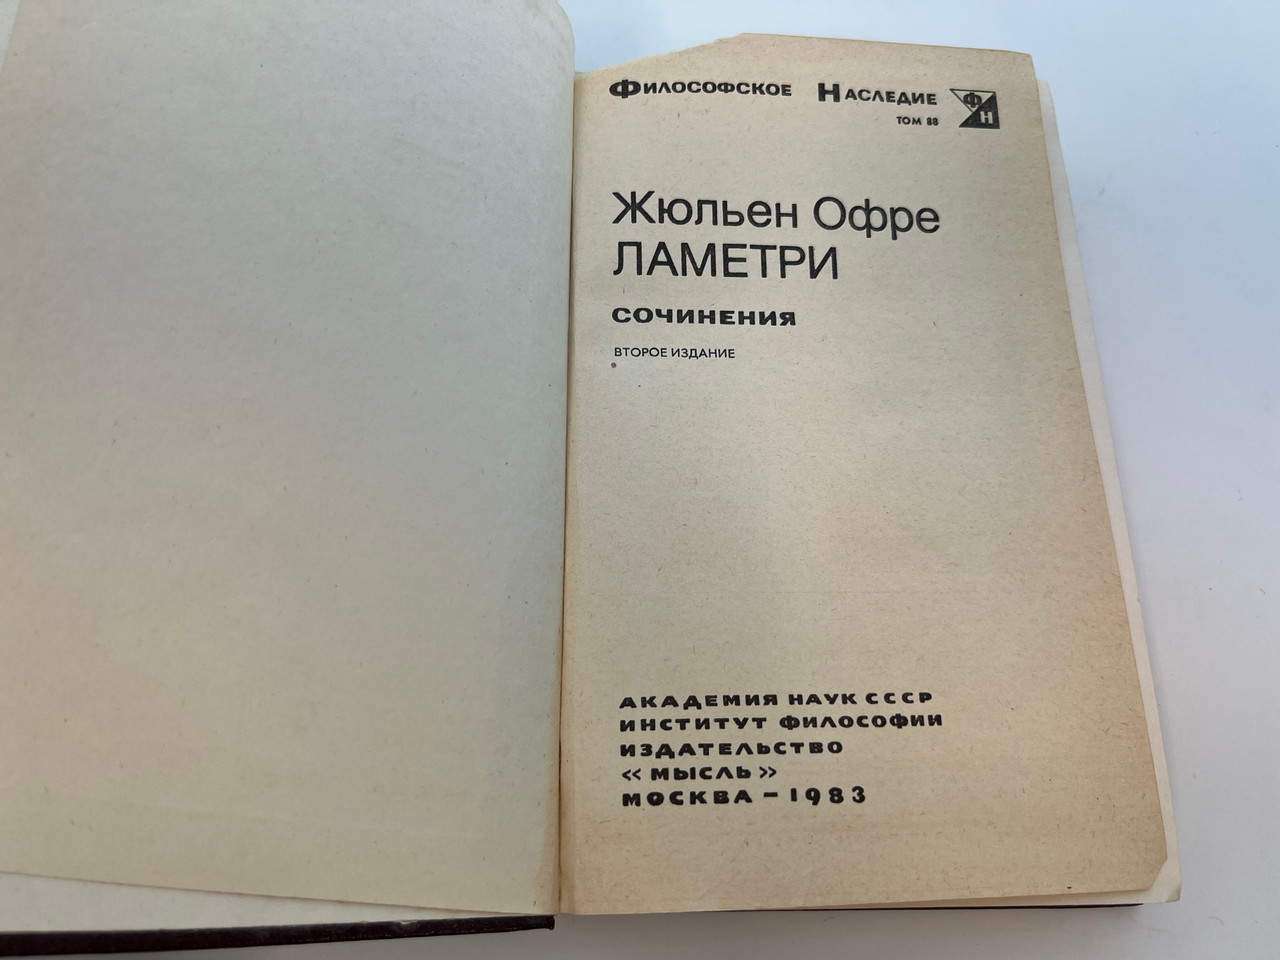 Философское Наследие
ФН
том 88
Жюльен Офре
ЛАМЕТРИ
СОЧИНЕНИЯ
ВТОРОЕ ИЗДАНИЕ
АКАДЕМИЯ НАУК СССР
ИНСТИТУТ ФИЛОСОФИИ
ИЗДАТЕЛЬСТВО
« МЫСЛЬ »
МОСКВА – 1983